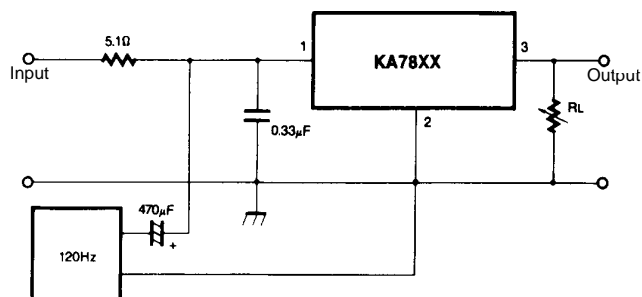 5.1Ω
Input
1
KA78XX
3
Output
0.33μF
2
RL
470μF
+
120Hz